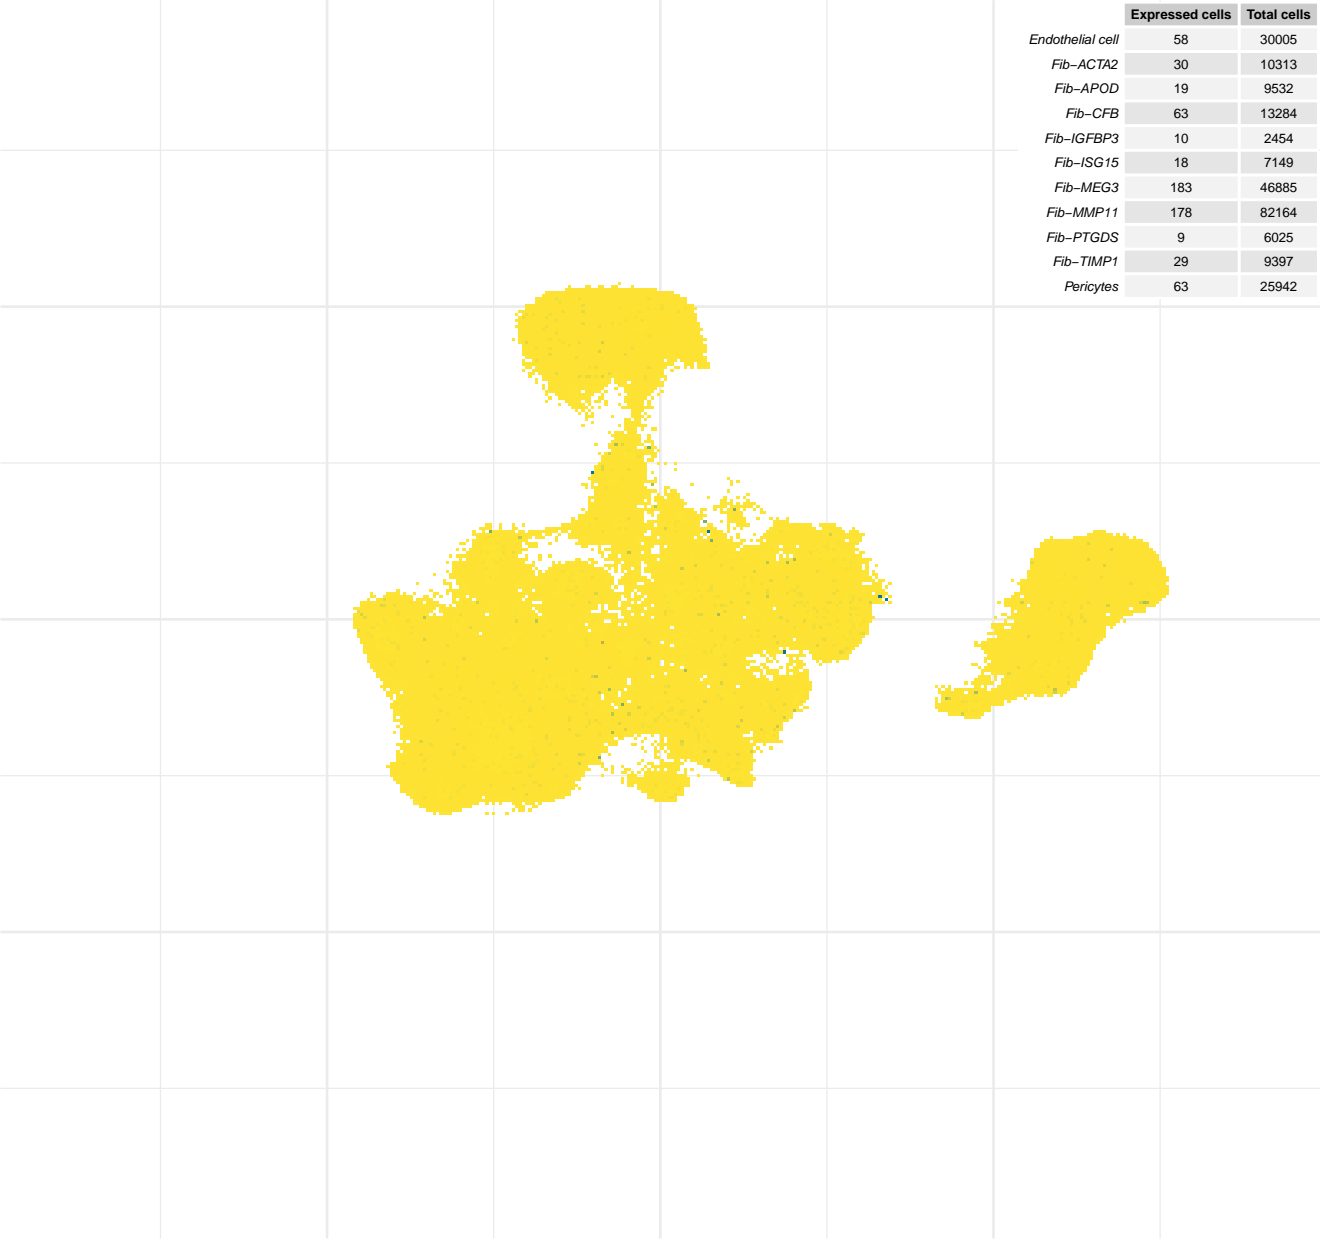 Expressed cells Total cells
Endothelial cell 58 30005
Fib−ACTA2 30 10313
Fib−APOD 19 9532
Fib−CFB 63 13284
Fib−IGFBP3 10 2454
Fib−ISG15 18 7149
Fib−MEG3 183 46885
Fib−MMP11 178 82164
Fib−PTGDS 9 6025
Fib−TIMP1 29 9397
Pericytes 63 25942